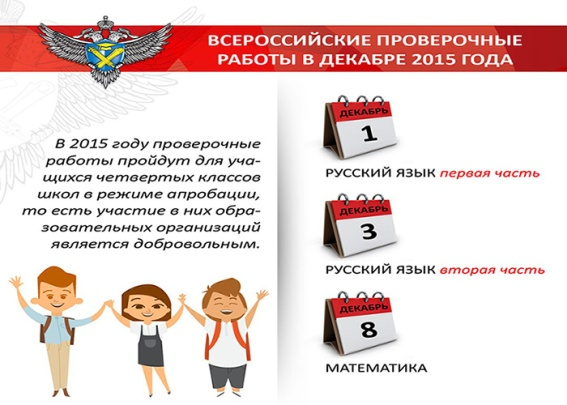 ВСЕРОССИЙСКИЕ ПРОВЕРОЧНЫЕ
РАБОТЫ В ДЕКАБРЕ 2015 ГОДА
В 2015 году проверочные
работы пройдут для уча-
щихся четвертых классов
школ в режиме апробации,
то есть участие в них обра-
зовательных организаций
является добровольным.
ДЕКАБРЬ
1
РУССКИЙ ЯЗЫК первая часть
ДЕКАБРЬ
3
РУССКИЙ ЯЗЫК вторая часть
ДЕКАБРЬ
8
МАТЕМАТИКА